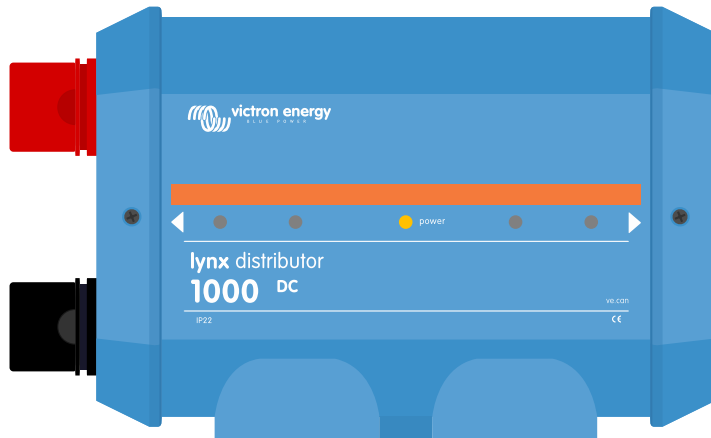 victron energy
BLUE POWER
power
lynx distributor
1000 DC
ve.can
IP22 CE